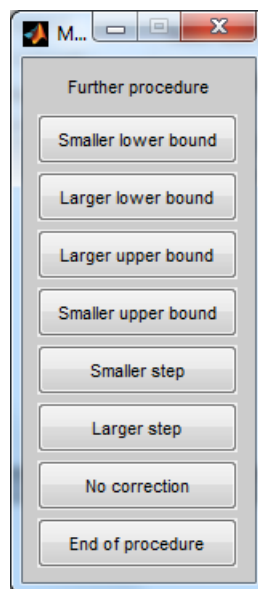 M...
Further procedure
Smaller lower bound
Larger lower bound
Larger upper bound
Smaller upper bound
Smaller step
Larger step
No correction
End of procedure